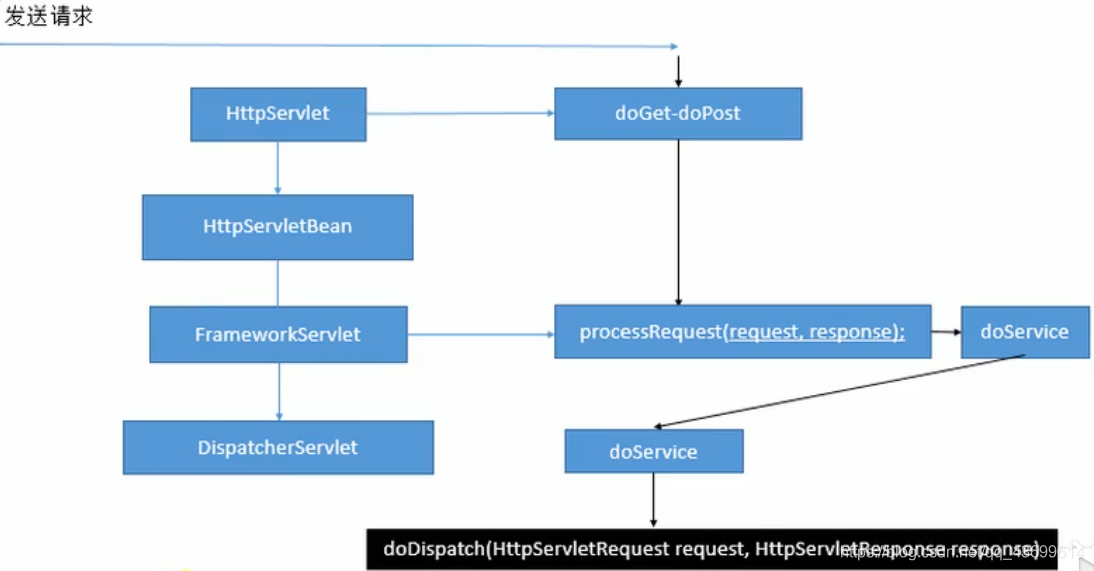 发送请求
HttpServlet
doGet-doPost
HttpServletBean
FrameworkServlet
processRequest(request, response);
doService
DispatcherServlet
doService
doDispatch(HttpServletRequest request, HttpServletResponse response)